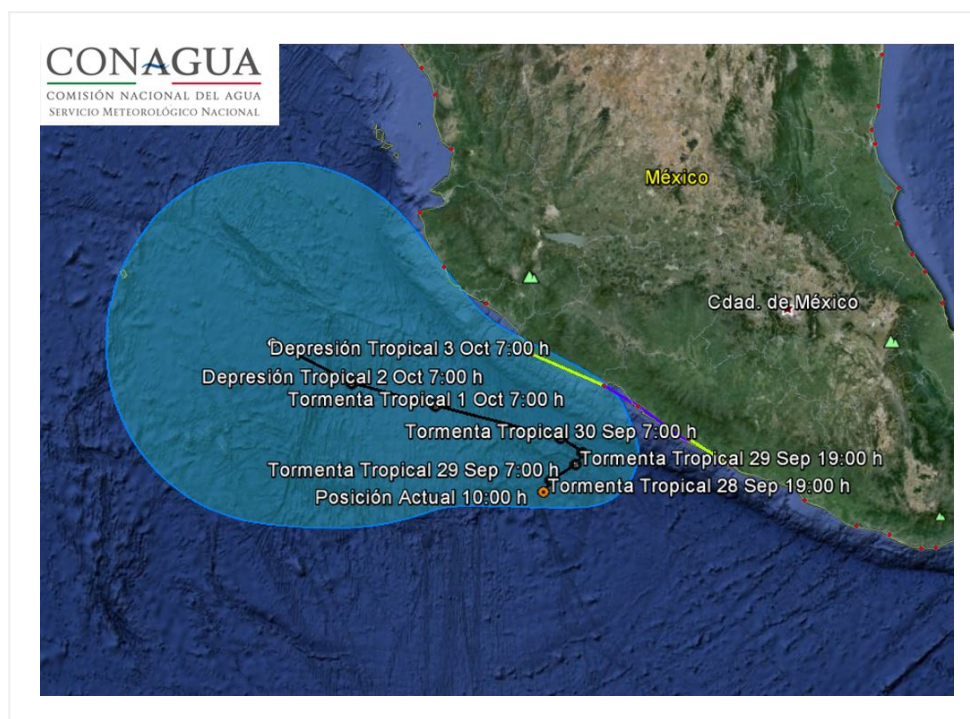 CONAGUA
COMISIÓN NACIONAL DEL AGUA
SERVICIO METEOROLÓGICO NACIONAL
México
Cdad. de México
Depresión Tropical 3 Oct 7:00 h
Depresión Tropical 2 Oct 7:00 h
Tormenta Tropical 1 Oct 7:00 h
Tormenta Tropical 30 Sep 7:00 h
Tormenta Tropical 29 Sep 19:00 h
Tormenta Tropical 29 Sep 7:00 h
Tormenta Tropical 28 Sep 19:00 h
Posición Actual 10:00 h